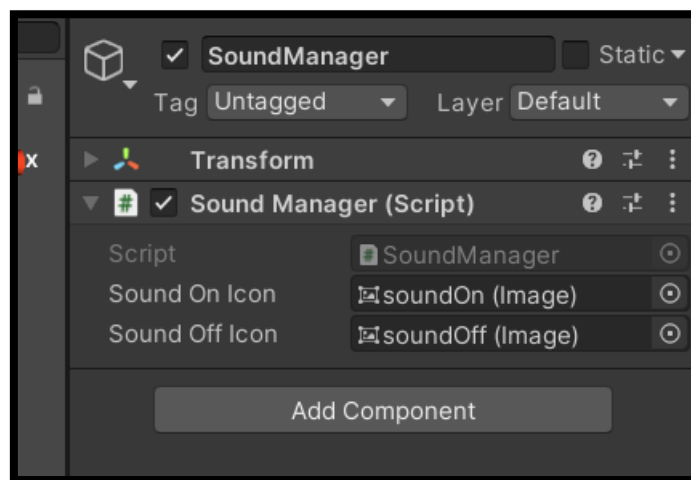 SoundManager Static
Tag Untagged Layer Default
x
Transform
# Sound Manager (Script)
Script # SoundManager
Sound On Icon soundOn (Image)
Sound Off Icon soundOff (Image)
Add Component